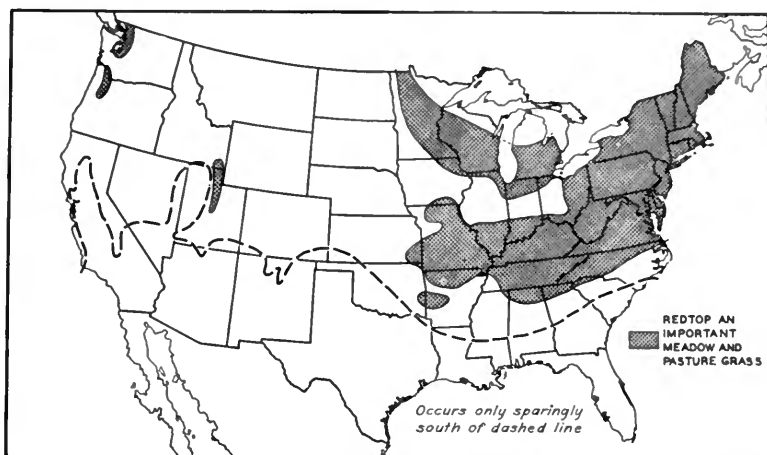 REDTOP AN
IMPORTANT
MEADOW AND
PASTURE GRASS
Occurs only sparingly
south of dashed line